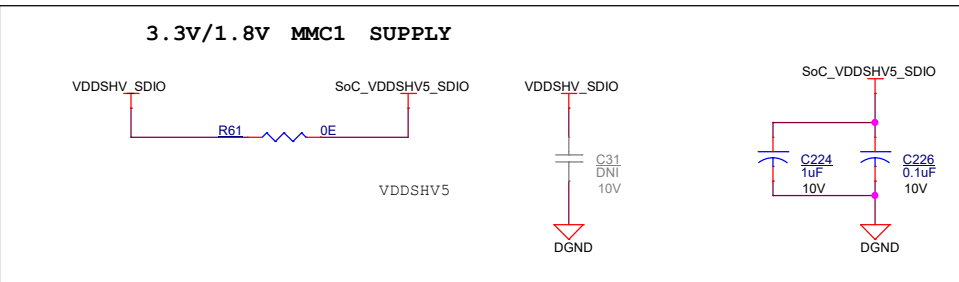 3.3V/1.8V MMC1 SUPPLY
VDDSHV_SDIO
SoC_VDDSHV5_SDIO
R61
0E
VDDSHV5
VDDSHV_SDIO
C31
DNI
10V
DGND
SoC_VDDSHV5_SDIO
C224
1uF
10V
C226
0.1uF
10V
DGND